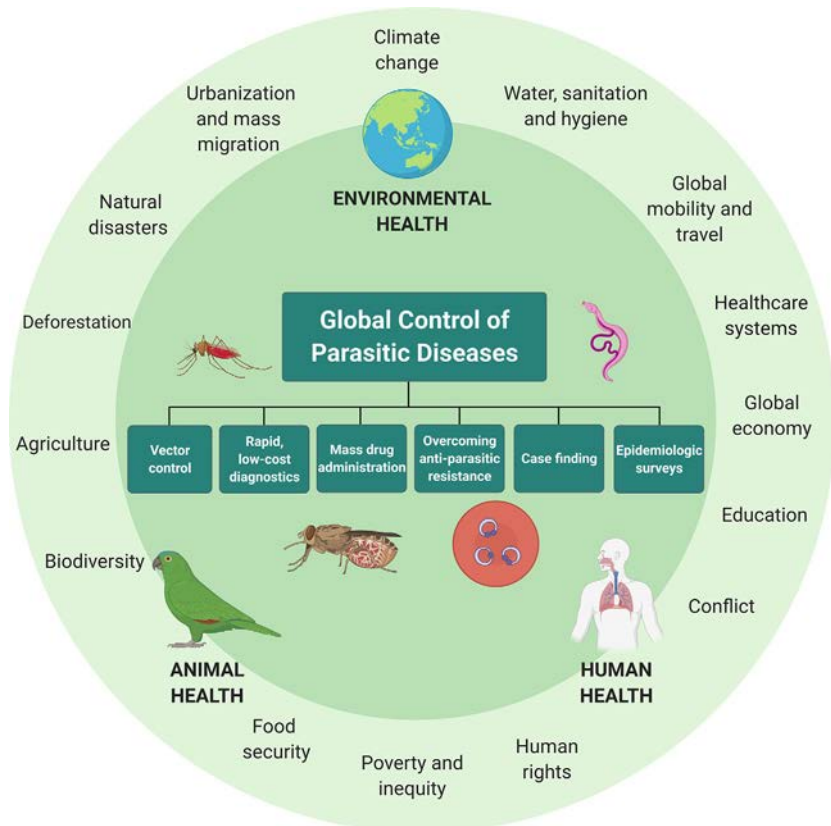 Climate
change
Urbanization
and mass
migration
Water, sanitation
and hygiene
Natural
disasters
Global
mobility and
travel
ENVIRONMENTAL
HEALTH
Deforestation
Healthcare
systems
Global Control of
Parasitic Diseases
Agriculture
Global
economy
Vector
control
Rapid,
low-cost
diagnostics
Mass drug
administration
Overcoming
anti-parasitic
resistance
Case finding
Epidemiologic
surveys
Education
Biodiversity
Conflict
ANIMAL
HEALTH
HUMAN
HEALTH
Food
security
Poverty and
inequity
Human
rights